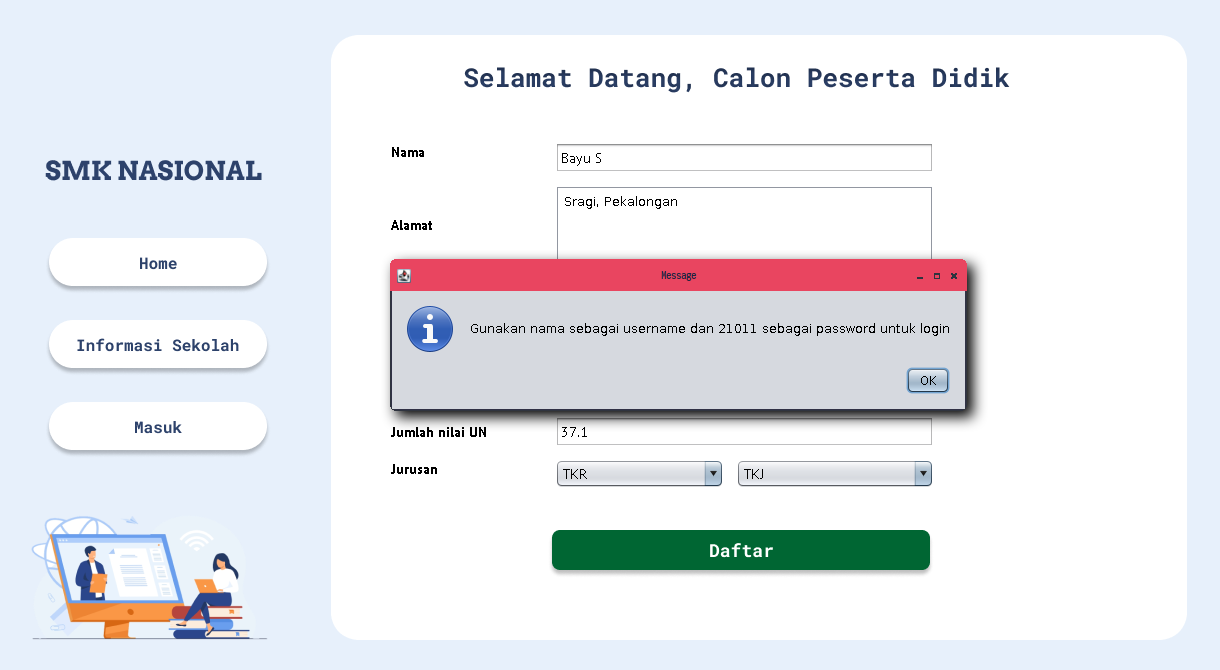 Selamat Datang, Calon Peserta Didik
SMK NASIONAL
Home
Informasi Sekolah
Masuk
Nama
Bayu S
Alamat
Sragi, Pekalongan
Message
Gunakan nama sebagai username dan 21011 sebagai password untuk login
OK
Jumlah nilai UN
37.1
Jurusan
TKR
TKJ
Daftar